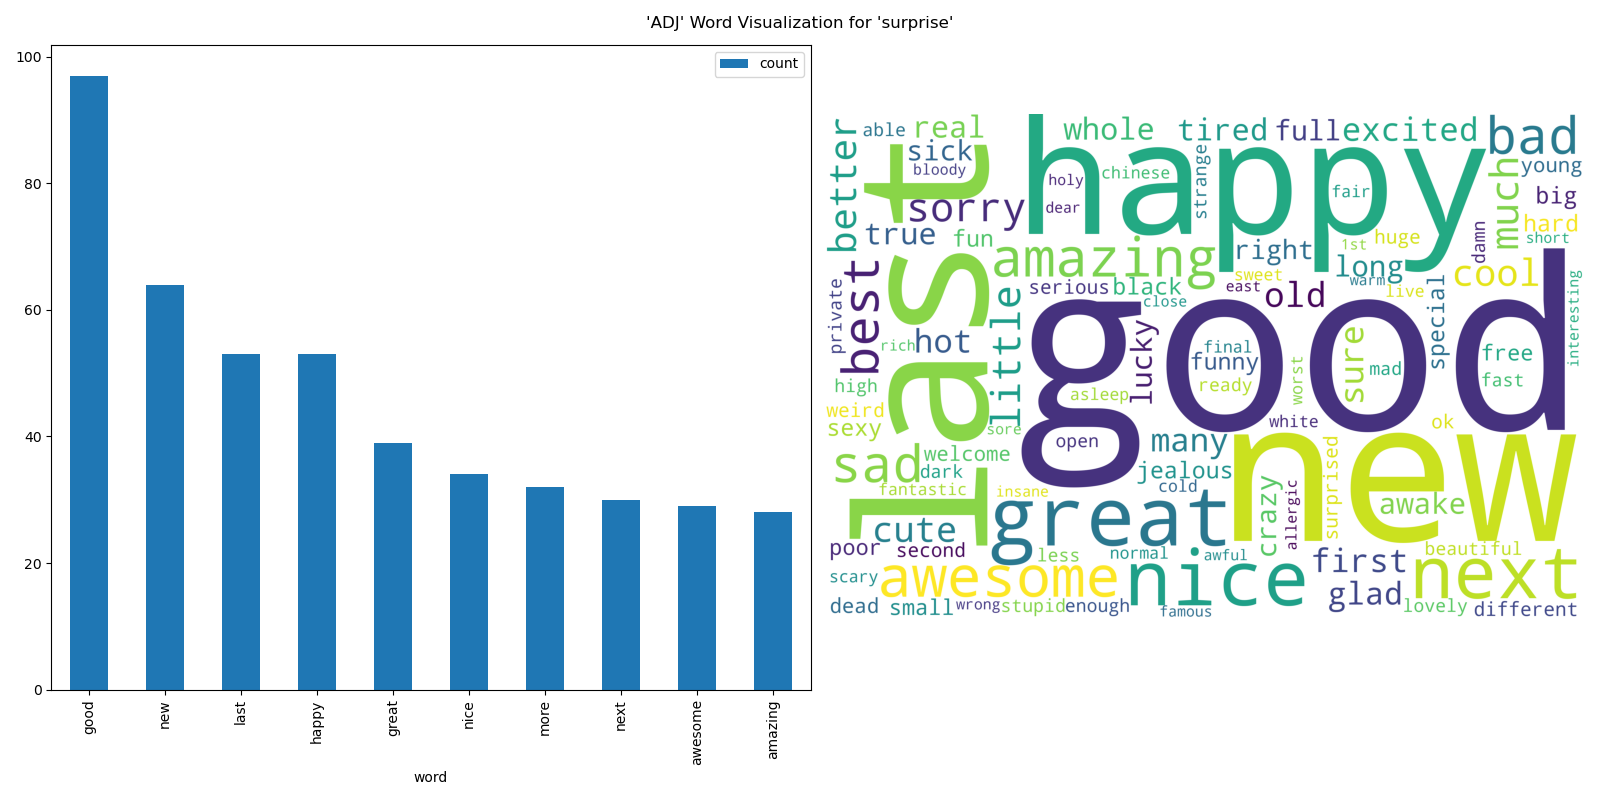 'ADJ' Word Visualization for 'surprise'
count
100
80
60
40
20
0
good
new
last
happy
great
nice
more
next
awesome
amazing
word
able
real
whole
tired
full
excited
bad
better
sick
bloody
holy
chinese
strange
fair
young
happy
much
big
sorry
dear
hard
true
fun
last
amazing
right
1st
huge
damn
short
long
cool
sweet
warm
private
best
serious
black
east
old
live
special
interesting
close
little
good
rich
hot
lucky
final
funny
worst
sure
mad
free
high
asleep
ready
fast
weird
sexy
sore
white
ok
open
many
sad
welcome
dark
jealous
new
surprised
fantastic
insane
cold
crazy
allergic
awake
cute
great
poor
second
less
normal
awful
first
beautiful
scary
awesome
nice
next
glad
dead
small
wrong
stupid
enough
famous
lovely
different